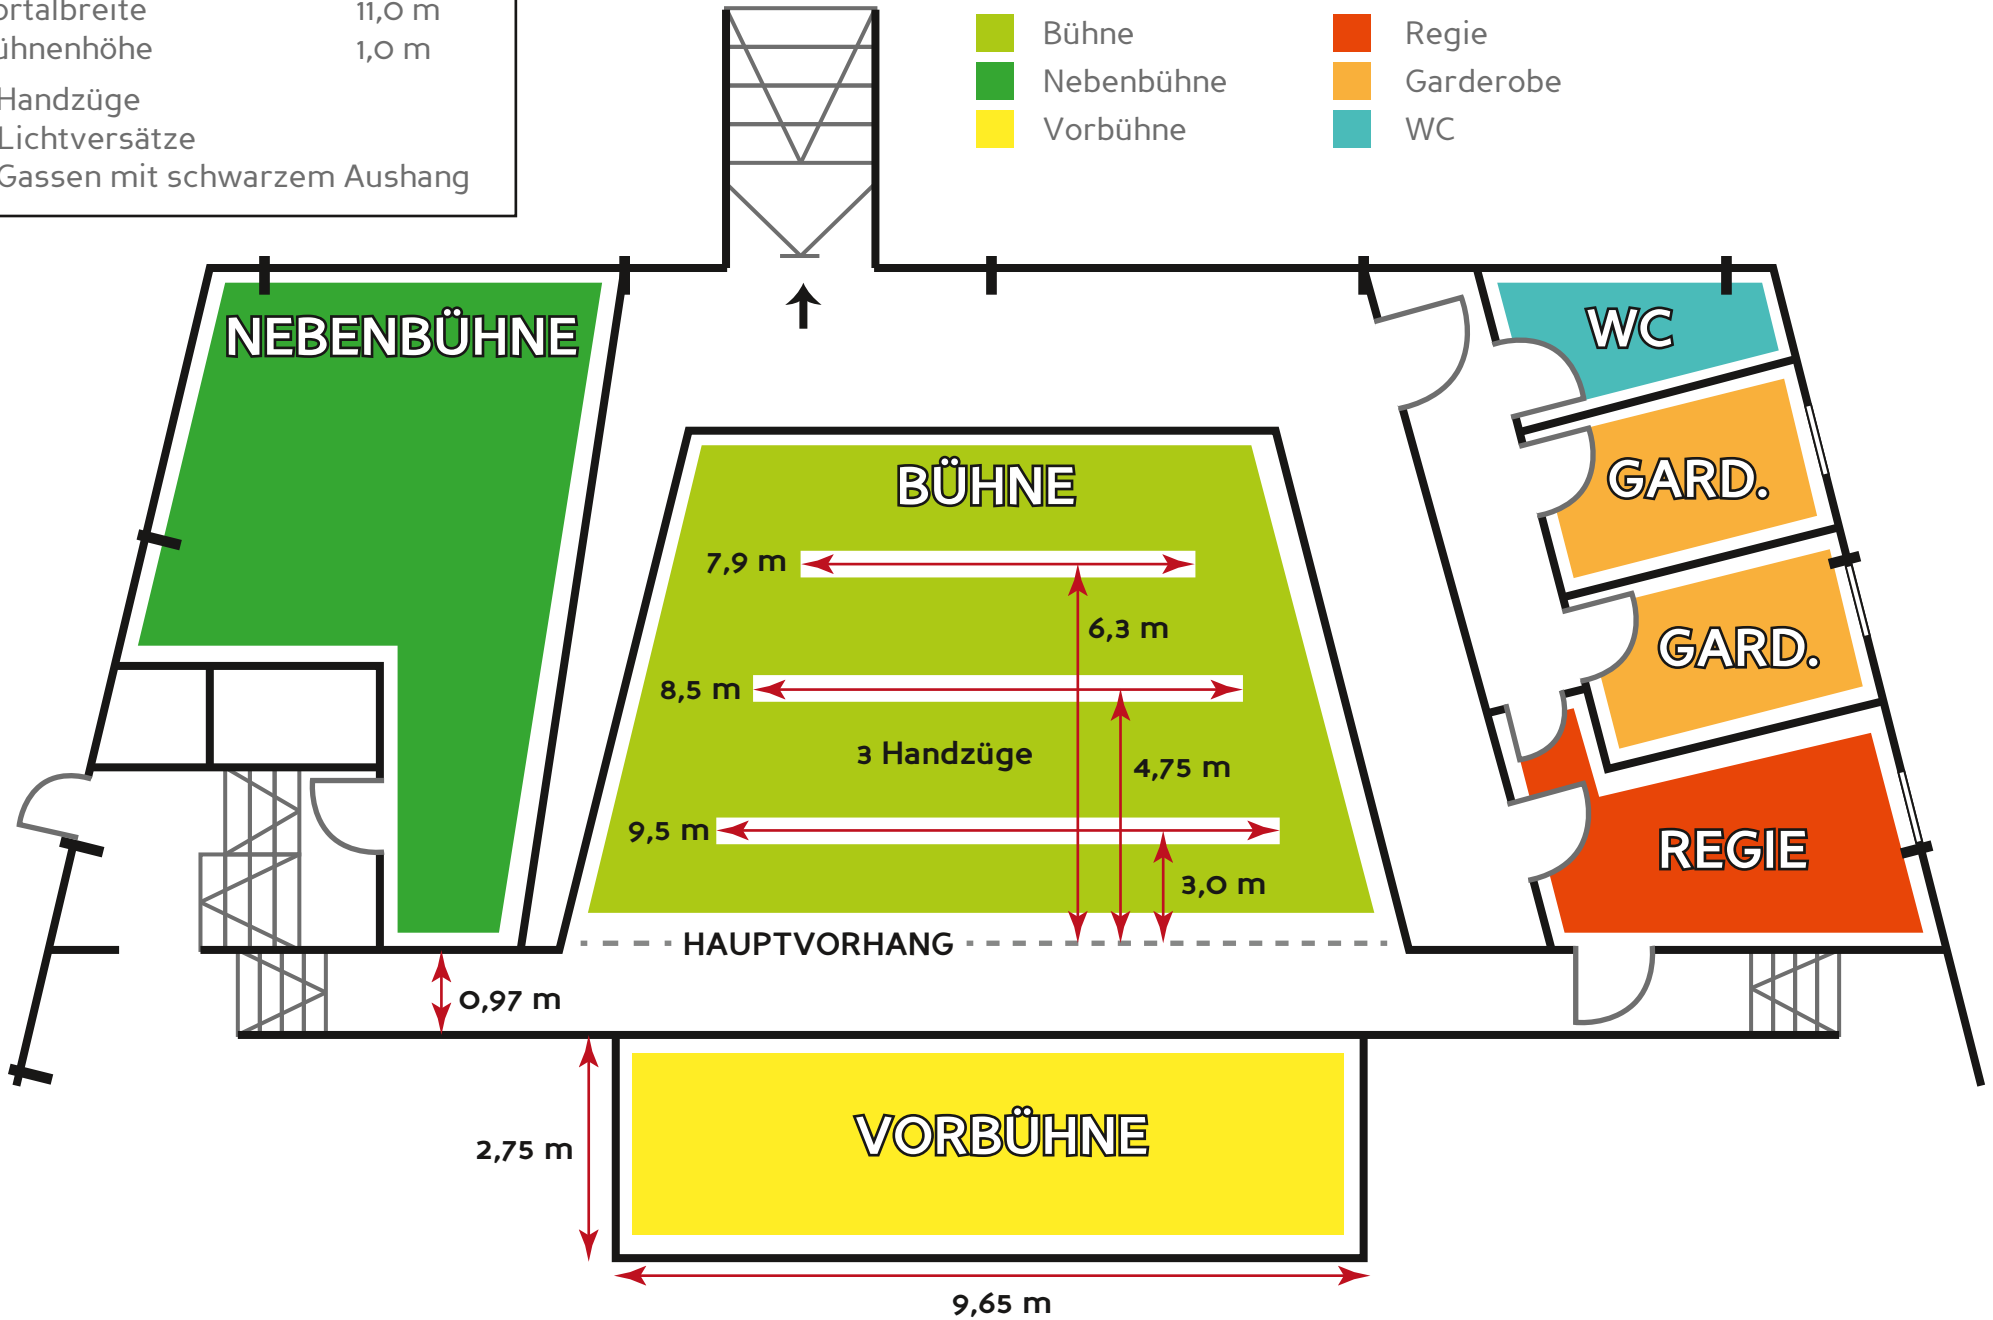 ortalbreite 11,0 m
ühnenhöhe 1,0 m
Handzüge
Lichtversätze
Gassen mit schwarzem Aushang
Bühne
Nebenbühne
Vorbühne
Regie
Garderobe
WC
NEBENBÜHNE
WC
BÜHNE
GARD.
7,9 m
6,3 m
GARD.
8,5 m
3 Handzüge
4,75 m
9,5 m
REGIE
3,0 m
HAUPTVORHANG
0,97 m
VORBÜHNE
2,75 m
9,65 m